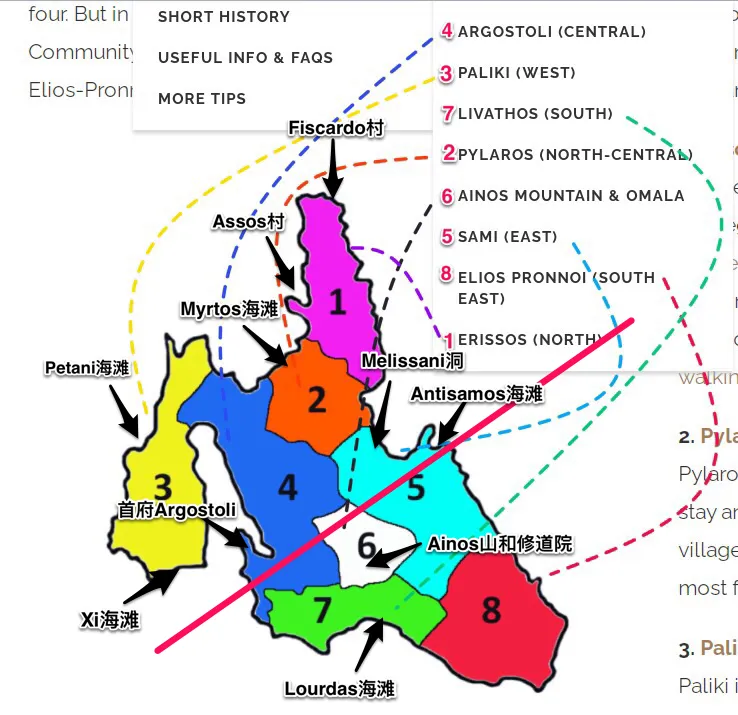 four. But in
SHORT HISTORY
4 ARGOSTOLI (CENTRAL)
Community
USEFUL INFO & FAQS
3 PALIKI (WEST)
Elios-Pronn
MORE TIPS
7 LIVATHOS (SOUTH)
Fiscardo村
2 PYLAROS (NORTH-CENTRAL)
6 AINOS MOUNTAIN & OMALA
Assos村
5 SAMI (EAST)
8 ELIOS PRONNOI (SOUTH
EAST)
1
Myrtos海滩
1 ERISSOS (NORTH)
Petani海滩
Melissani洞
walkin
Antisamos海滩
2
2. Pyla
3
4
5
Pylaro
首府Argostoli
stay ar
6
Ainos山和修道院
village
most f
7
8
Xi海滩
3. Pali
Lourdas海滩
Paliki i